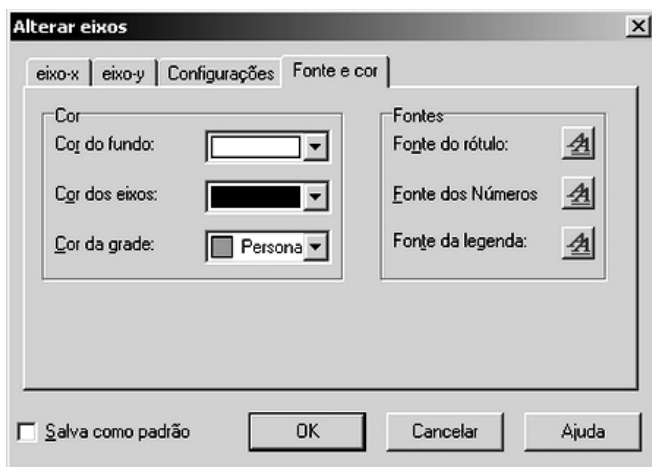 Alterar eixos
eixo-x eixo-y Configurações Fonte e cor
Cor
Cor do fundo:
Cor dos eixos:
Cor da grade: Persona
Fontes
Fonte do rótulo:
Fonte dos Números
Fonte da legenda:
Salva como padrão OK Cancelar Ajuda